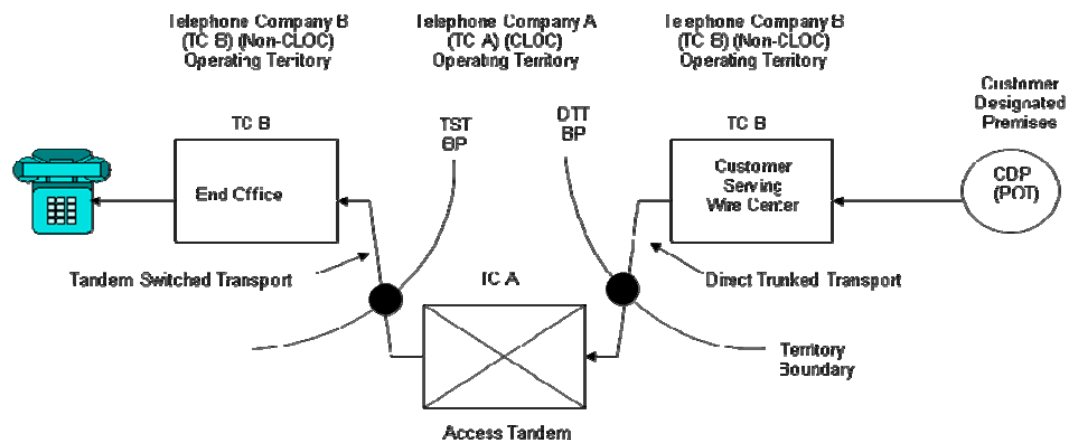 Telephone Company B
(TC B) (Non-CLOC)
Operating Territory
Telephone Company A
(TC A) (CLOC)
Operating Territory
Telephone Company B
(TC B) (Non-CLOC)
Operating Territory
Customer
Designated
Premises
TC B
TST
BP
DTT
BP
TC B
End Office
Customer
Serving
Wire Center
CDP
(POT)
Tandem Switched Transport
TC A
Direct Trunked Transport
Territory
Boundary
Access Tandem